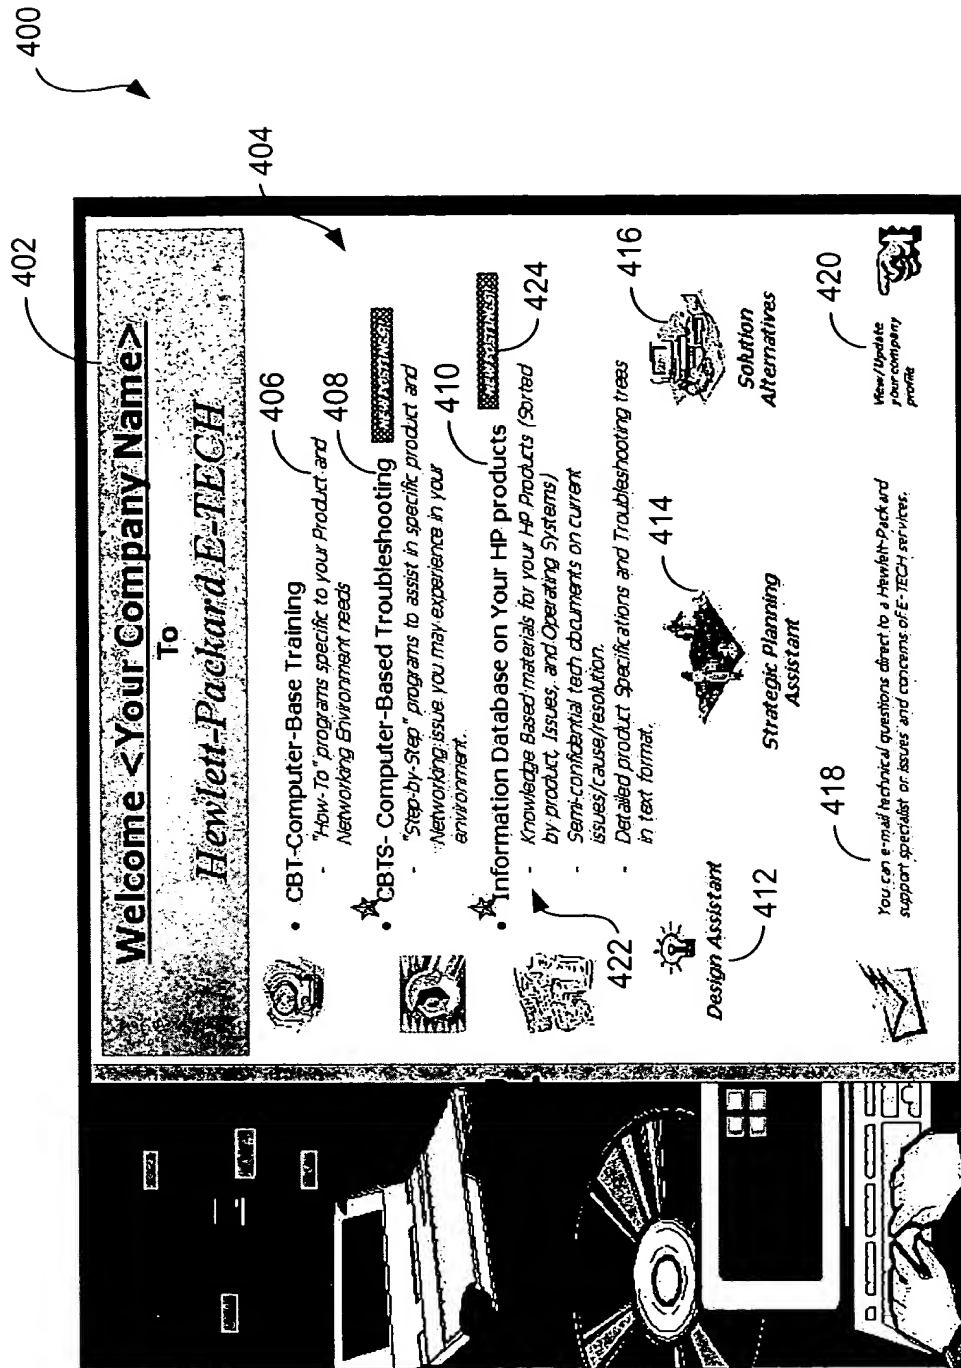 400
402
Welcome <Your Company Name>
To
Hewlett-Packard E-TECH
404
• CBT-Computer-Base Training
406
- "How-To" programs specific to your Product and
Networking Environment needs
• CBTS- Computer-Based Troubleshooting
408
NEW POSTINGS!
- "Step-by-Step" programs to assist in specific product and
Networking issue you may experience in your
environment.
410
• Information Database on Your HP products
NEW POSTINGS!
424
422
- Knowledge Based materials for your HP Products (Sorted
by product, Issues, and Operating Systems)
- Semi-confidential tech documents on current
issues/cause/resolution.
- Detailed product Specifications and Troubleshooting trees
in text format.
Design Assistant
412
414
Strategic Planning
Assistant
416
Solution
Alternatives
418
You can e-mail technical questions direct to a Hewlett-Packard
support specialist or issues and concerns of E-TECH services.
420
View/Update
your company
profile